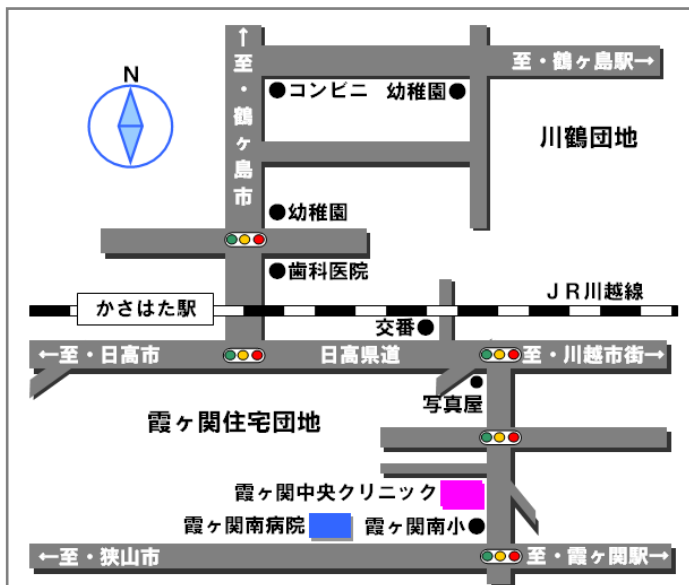 N
↑至・鶴ヶ島市
至・鶴ヶ島駅→
●コンビニ
幼稚園●
川鶴団地
●幼稚園
●歯科医院
かさはた駅
JR川越線
交番●
←至・日高市
日高県道
至・川越市街→
写真屋
霞ヶ関住宅団地
霞ヶ関中央クリニック
霞ヶ関南病院
霞ヶ関南小●
←至・狭山市
至・霞ヶ関駅→